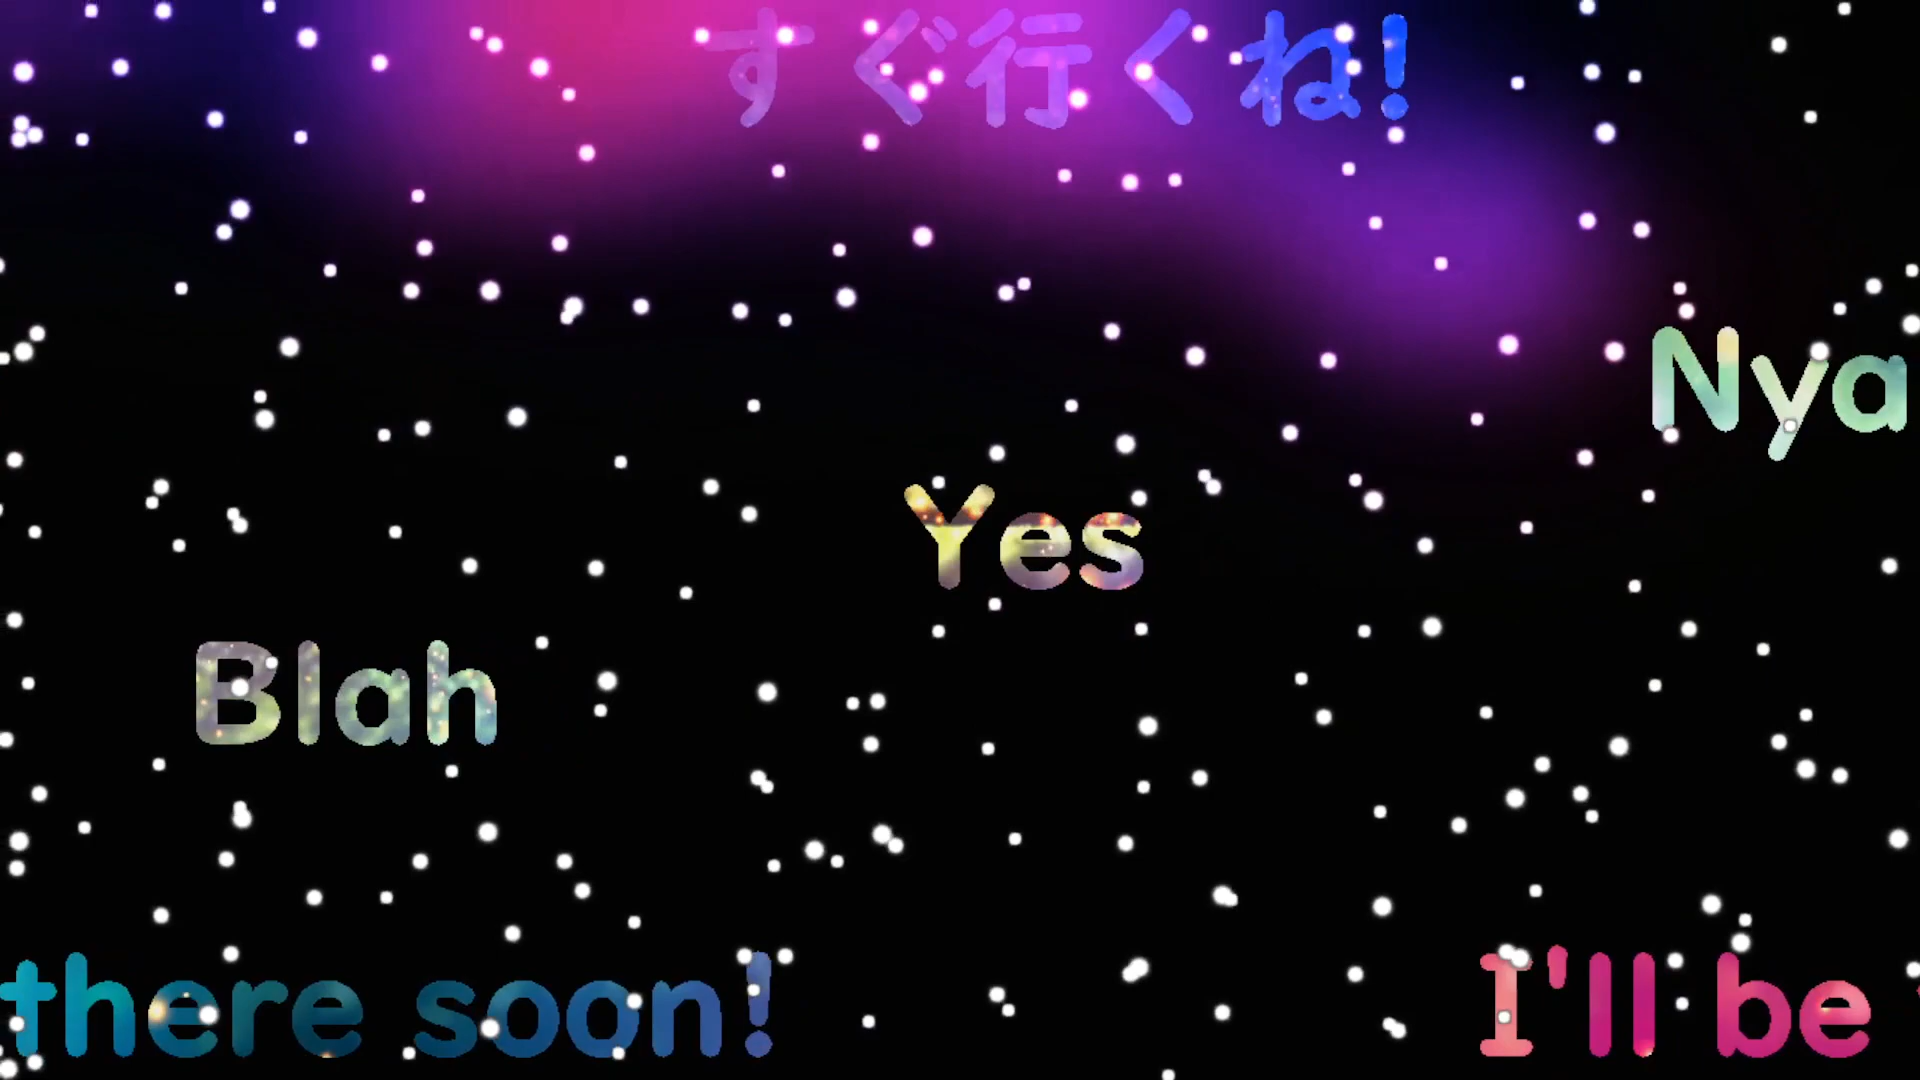 すぐ行くね!
Nya
Yes
Blah
there soon! I'll be